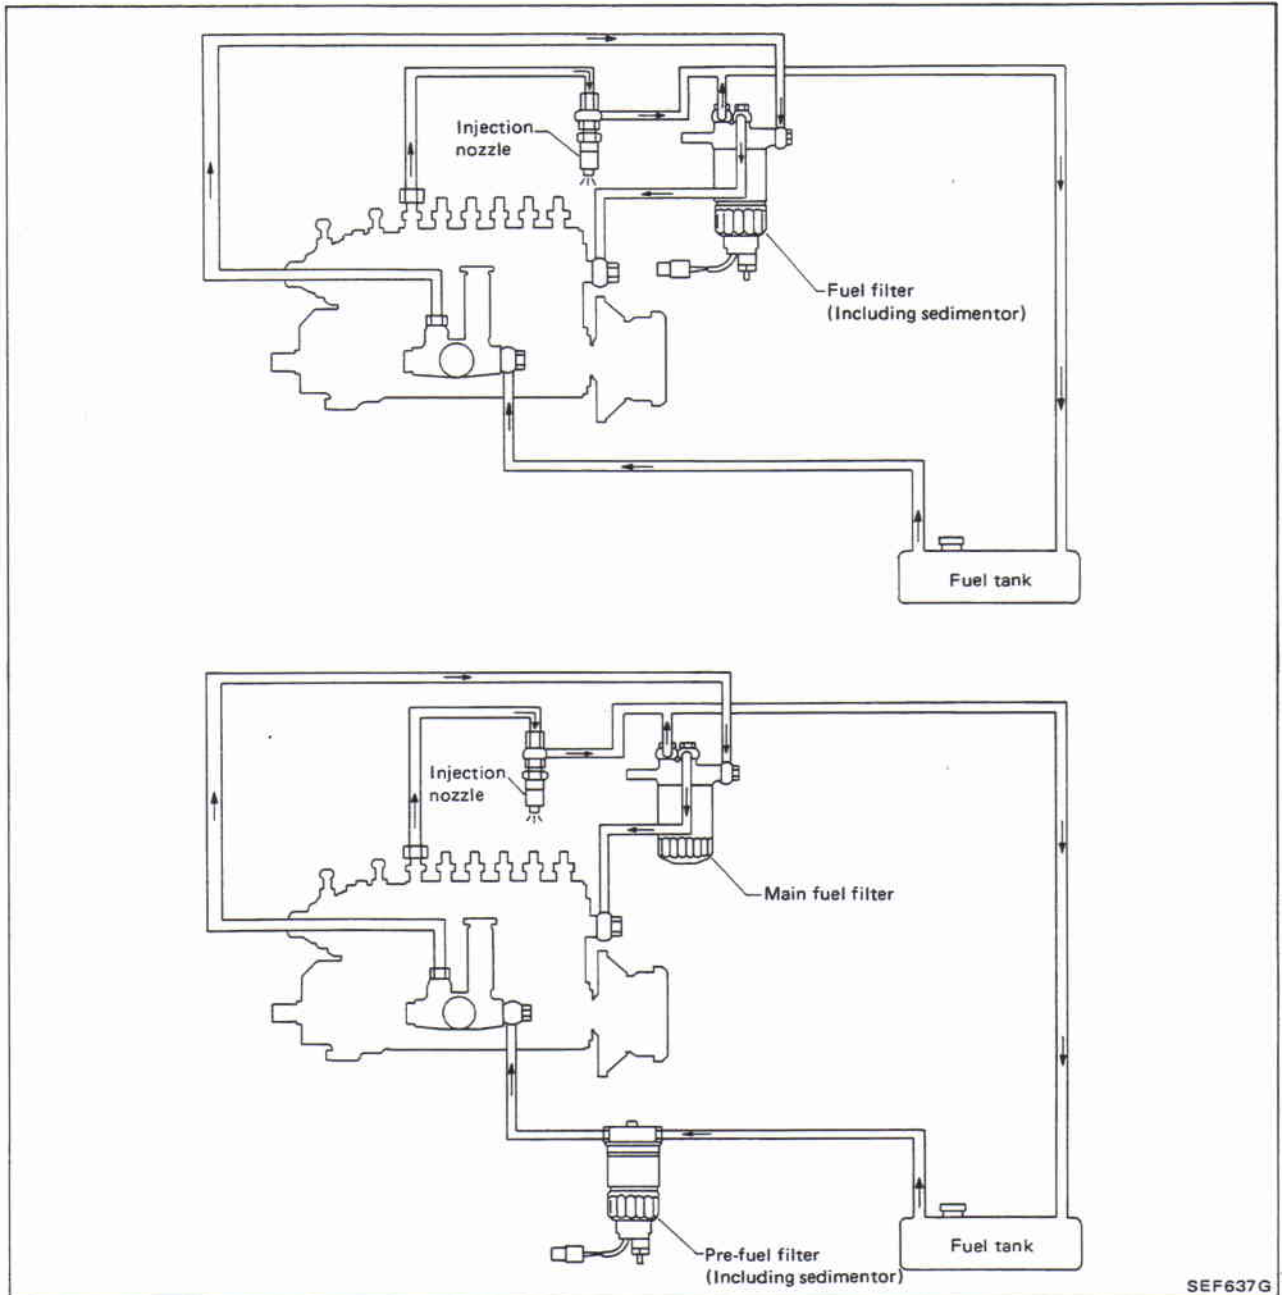 Injection
nozzle
Fuel filter
(Including sedimentor)
Fuel tank
Injection
nozzle
Main fuel filter
Pre-fuel filter
(Including sedimentor)
Fuel tank
SEF637G